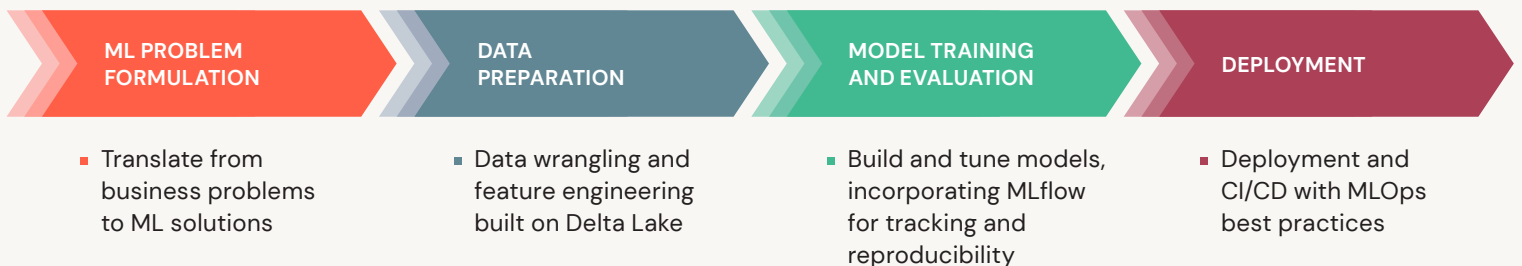 ML PROBLEM
FORMULATION
Translate from
business problems
to ML solutions
DATA
PREPARATION
Data wrangling and
feature engineering
built on Delta Lake
MODEL TRAINING
AND EVALUATION
Build and tune models,
incorporating MLflow
for tracking and
reproducibility
DEPLOYMENT
Deployment and
CI/CD with MLOps
best practices